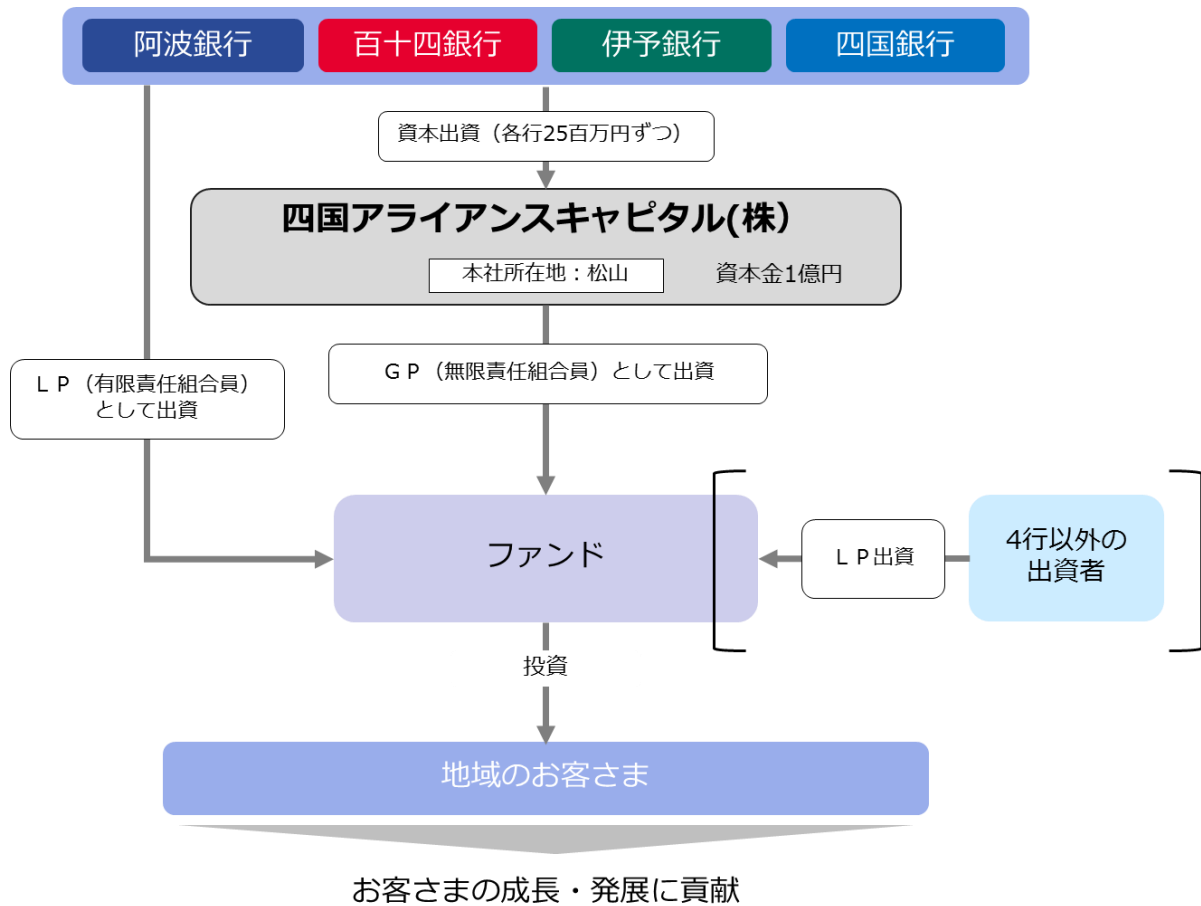 阿波銀行
百十四銀行
伊予銀行
四国銀行
資本出資（各行25百万円ずつ）
四国アライアンスキャピタル(株）
本社所在地：松山
資本金1億円
ＬＰ（有限責任組合員）
として出資
ＧＰ（無限責任組合員）として出資
ファンド
ＬＰ出資
4行以外の
出資者
投資
地域のお客さま
お客さまの成長・発展に貢献